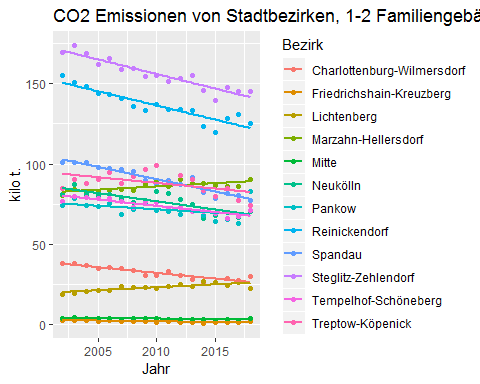 CO2 Emissionen von Stadtbezirken, 1-2 Familiengebä
kilo t.
150
100
50
0
2005
2010
2015
Jahr
Bezirk
Charlottenburg-Wilmersdorf
Friedrichshain-Kreuzberg
Lichtenberg
Marzahn-Hellersdorf
Mitte
Neukölln
Pankow
Reinickendorf
Spandau
Steglitz-Zehlendorf
Tempelhof-Schöneberg
Treptow-Köpenick